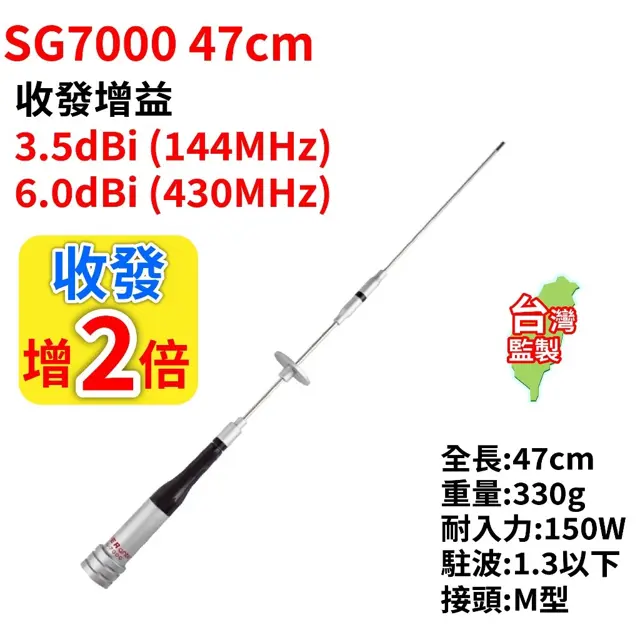 SG7000 47cm
收發增益
3.5dBi (144MHz)
6.0dBi (430MHz)
收發
增2倍
台灣
監製
全長:47cm
重量:330g
耐入力:150W
駐波:1.3以下
接頭:M型